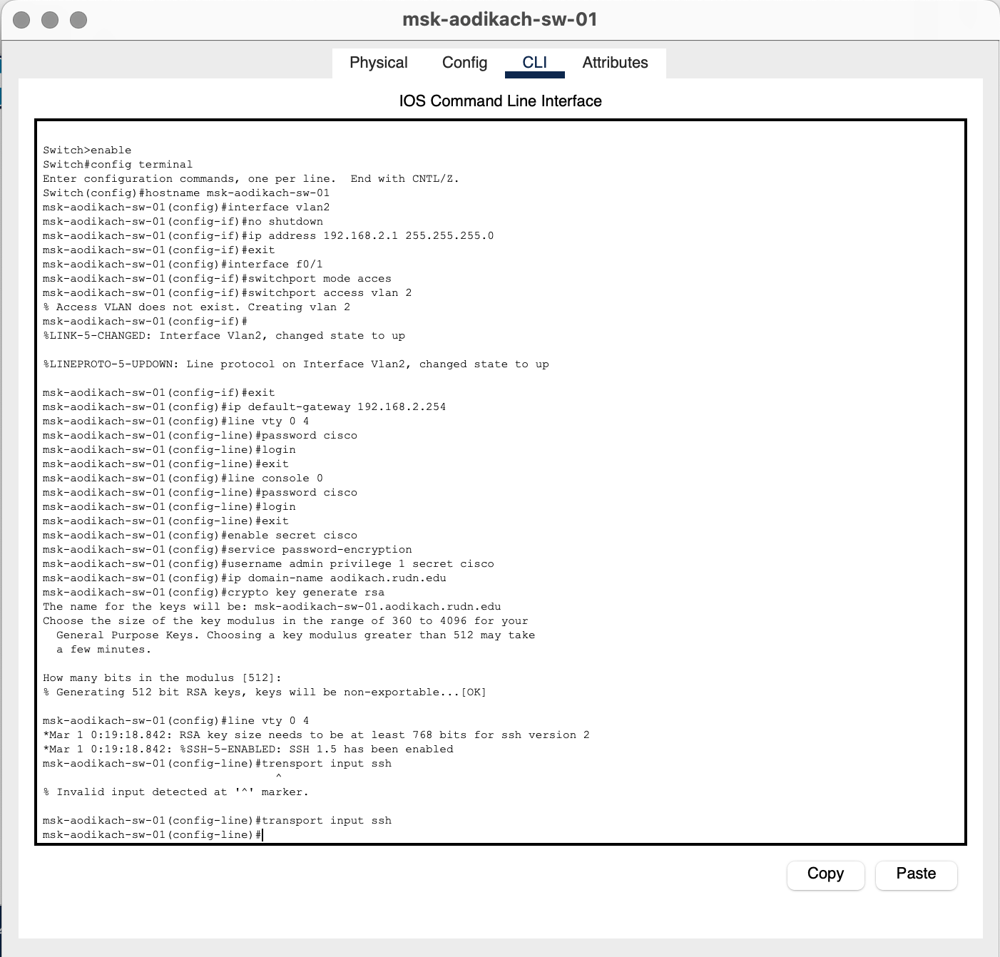 msk-aodikach-sw-01
Physical Config CLI Attributes
IOS Command Line Interface
Switch>enable
Switch#config terminal
Enter configuration commands, one per line.  End with CNTL/Z.
Switch(config)#hostname msk-aodikach-sw-01
msk-aodikach-sw-01(config)#interface vlan2
msk-aodikach-sw-01(config-if)#no shutdown
msk-aodikach-sw-01(config-if)#ip address 192.168.2.1 255.255.255.0
msk-aodikach-sw-01(config-if)#exit
msk-aodikach-sw-01(config)#interface f0/1
msk-aodikach-sw-01(config-if)#switchport mode acces
msk-aodikach-sw-01(config-if)#switchport access vlan 2
% Access VLAN does not exist. Creating vlan 2
msk-aodikach-sw-01(config-if)#
%LINK-5-CHANGED: Interface Vlan2, changed state to up
%LINEPROTO-5-UPDOWN: Line protocol on Interface Vlan2, changed state to up
msk-aodikach-sw-01(config-if)#exit
msk-aodikach-sw-01(config)#ip default-gateway 192.168.2.254
msk-aodikach-sw-01(config)#line vty 0 4
msk-aodikach-sw-01(config-line)#password cisco
msk-aodikach-sw-01(config-line)#login
msk-aodikach-sw-01(config-line)#exit
msk-aodikach-sw-01(config)#line console 0
msk-aodikach-sw-01(config-line)#password cisco
msk-aodikach-sw-01(config-line)#login
msk-aodikach-sw-01(config-line)#exit
msk-aodikach-sw-01(config)#enable secret cisco
msk-aodikach-sw-01(config)#service password-encryption
msk-aodikach-sw-01(config)#username admin privilege 1 secret cisco
msk-aodikach-sw-01(config)#ip domain-name aodikach.rudn.edu
msk-aodikach-sw-01(config)#crypto key generate rsa
The name for the keys will be: msk-aodikach-sw-01.aodikach.rudn.edu
Choose the size of the key modulus in the range of 360 to 4096 for your
  General Purpose Keys. Choosing a key modulus greater than 512 may take
  a few minutes.
How many bits in the modulus [512]:
% Generating 512 bit RSA keys, keys will be non-exportable...[OK]
msk-aodikach-sw-01(config)#line vty 0 4
*Mar 1 0:19:18.842: RSA key size needs to be at least 768 bits for ssh version 2
*Mar 1 0:19:18.842: %SSH-5-ENABLED: SSH 1.5 has been enabled
msk-aodikach-sw-01(config-line)#trensport input ssh
^
% Invalid input detected at '^' marker.
msk-aodikach-sw-01(config-line)#transport input ssh
msk-aodikach-sw-01(config-line)#
Copy Paste